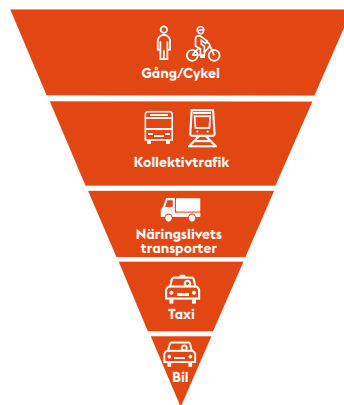 Gång/Cykel
Kollektivtrafik
Näringslivets
transporter
Taxi
Bil